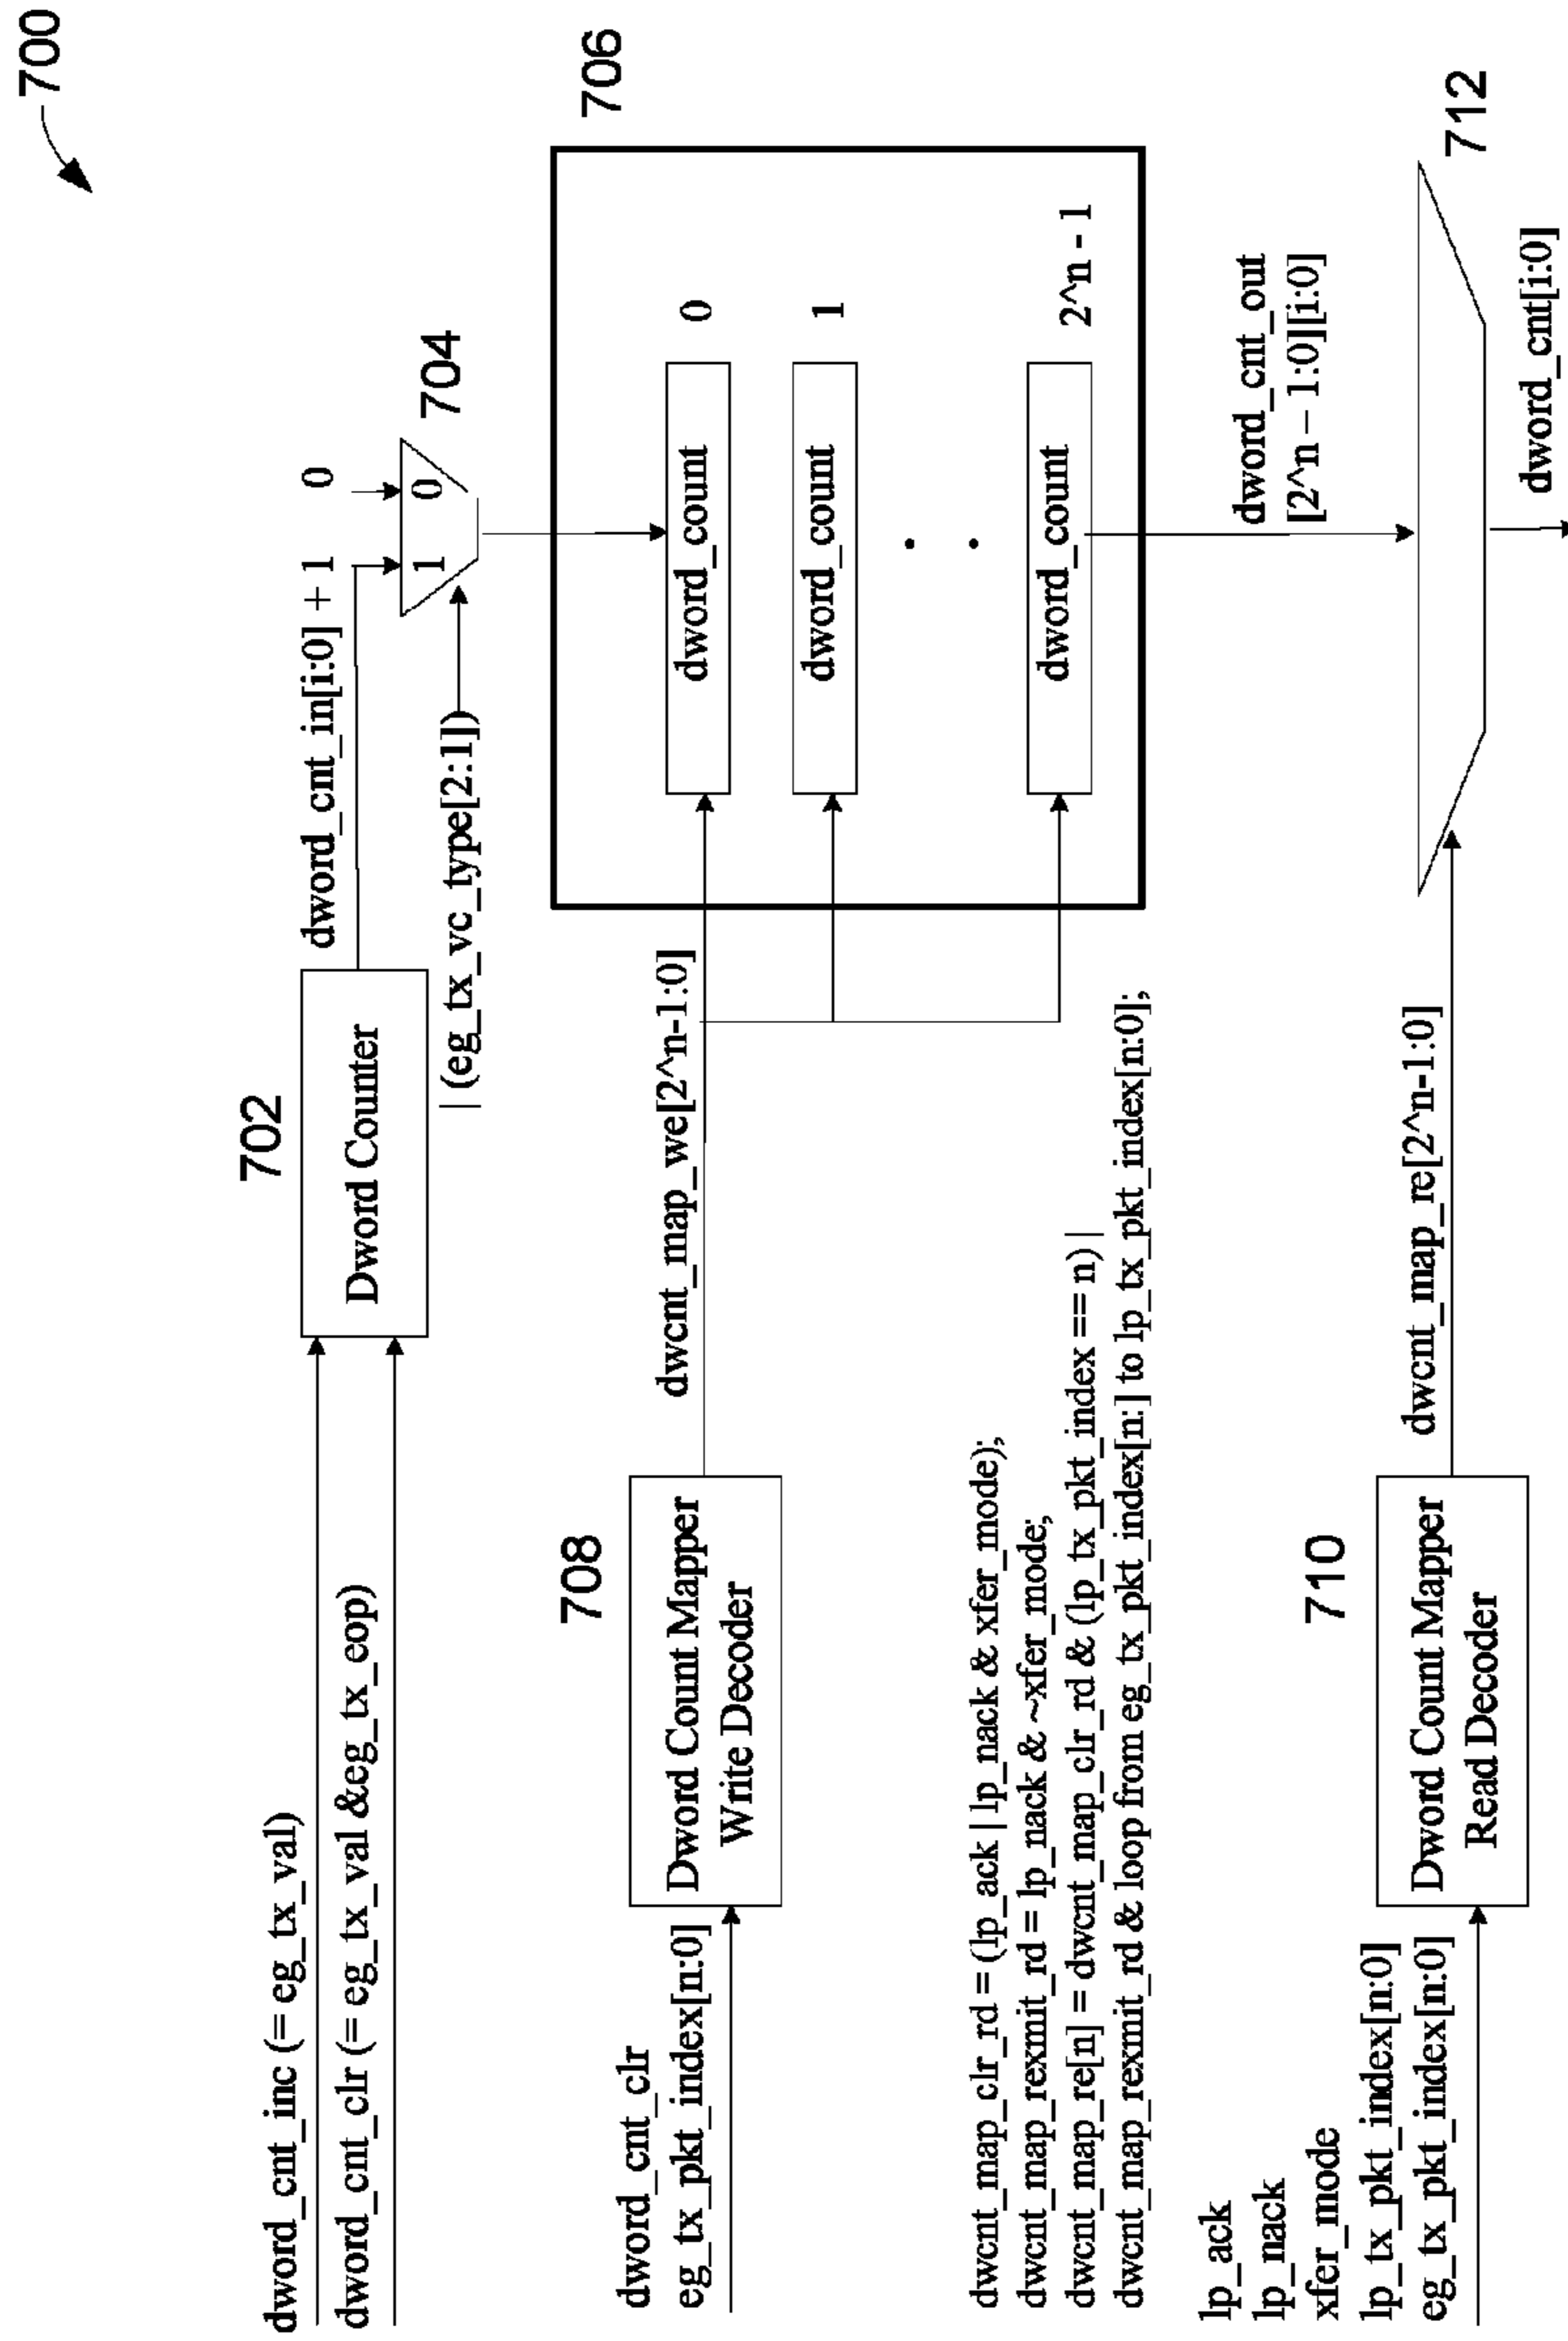 700
dword_cnt_inc (= eg_tx_val)
dword_cnt_clr (= eg_tx_val &eg_tx_eop)
702
Dword Counter
dword_cnt_in[i:0] + 1
0
1
0
704
| (eg_tx_vc_type[2:1])
706
dword_cnt_clr
eg_tx_pkt_index[n:0]
708
Dword Count Mapper
Write Decoder
dwcnt_map_we[2^n-1:0]
dword_count
0
dword_count
1
dword_count
2^n - 1
dwcnt_map_clr_rd = (lp_ack | lp_nack & xfer_mode);
dwcnt_map_rexmit_rd = lp_nack & ~xfer_mode;
dwcnt_map_re[n] = dwcnt_map_clr_rd & (lp_tx_pkt_index == n) |
dwcnt_map_rexmit_rd & loop from eg_tx_pkt_index[n:] to lp_tx_pkt_index[n:0];
dword_cnt_out
[2^n – 1:0][i:0]
lp_ack
lp_nack
xfer_mode
lp_tx_pkt_index[n:0]
eg_tx_pkt_index[n:0]
710
Dword Count Mapper
Read Decoder
dwcnt_map_re[2^n-1:0]
712
dword_cnt[i:0]